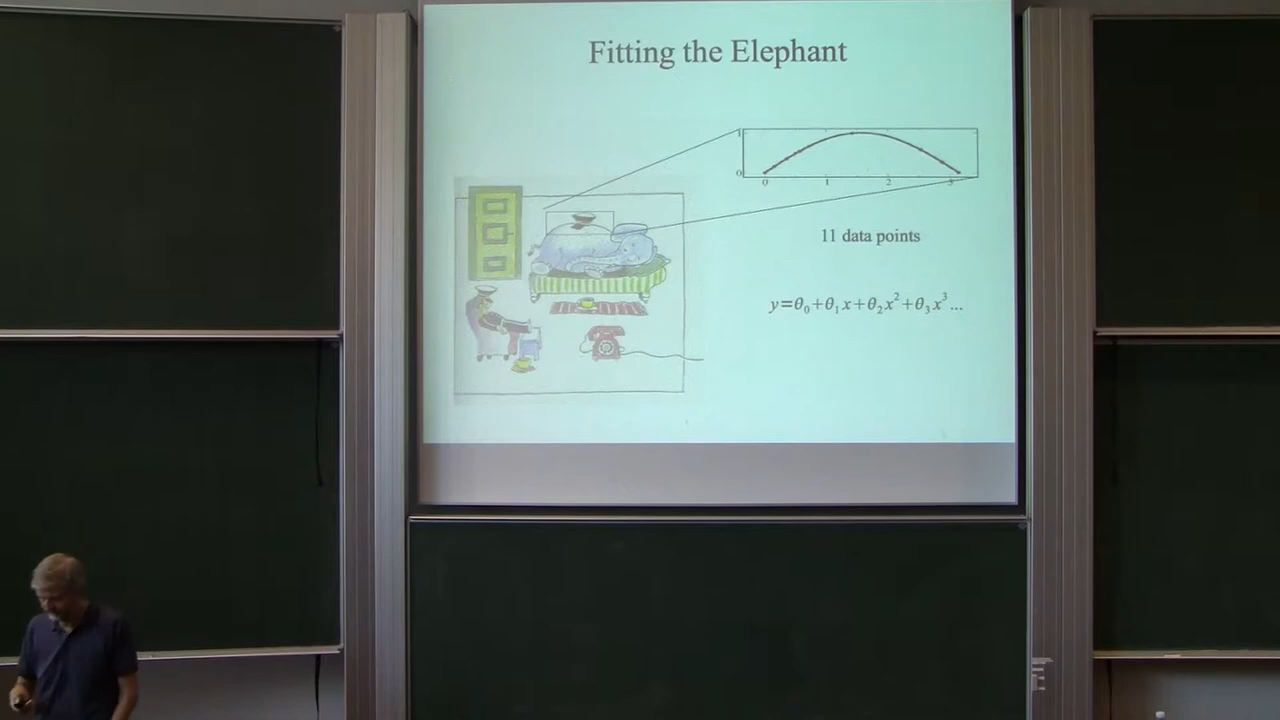 Fitting the Elephant
1
0
0 1 2 3
11 data points
y=θ₀+θ₁x+θ₂x²+θ₃x³...